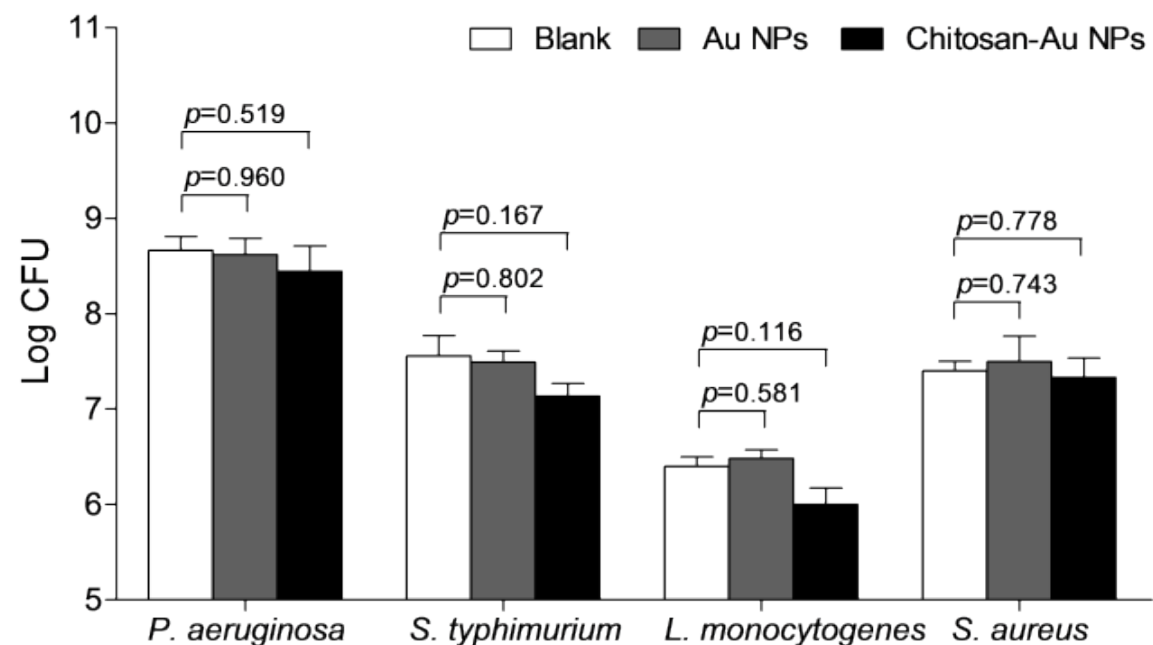 11
Blank Au NPs Chitosan-Au NPs
10
p=0.519
p=0.960
9
p=0.167
p=0.778
p=0.802
p=0.743
8
p=0.116
p=0.581
7
6
5
Log CFU
P. aeruginosa S. typhimurium L. monocytogenes S. aureus